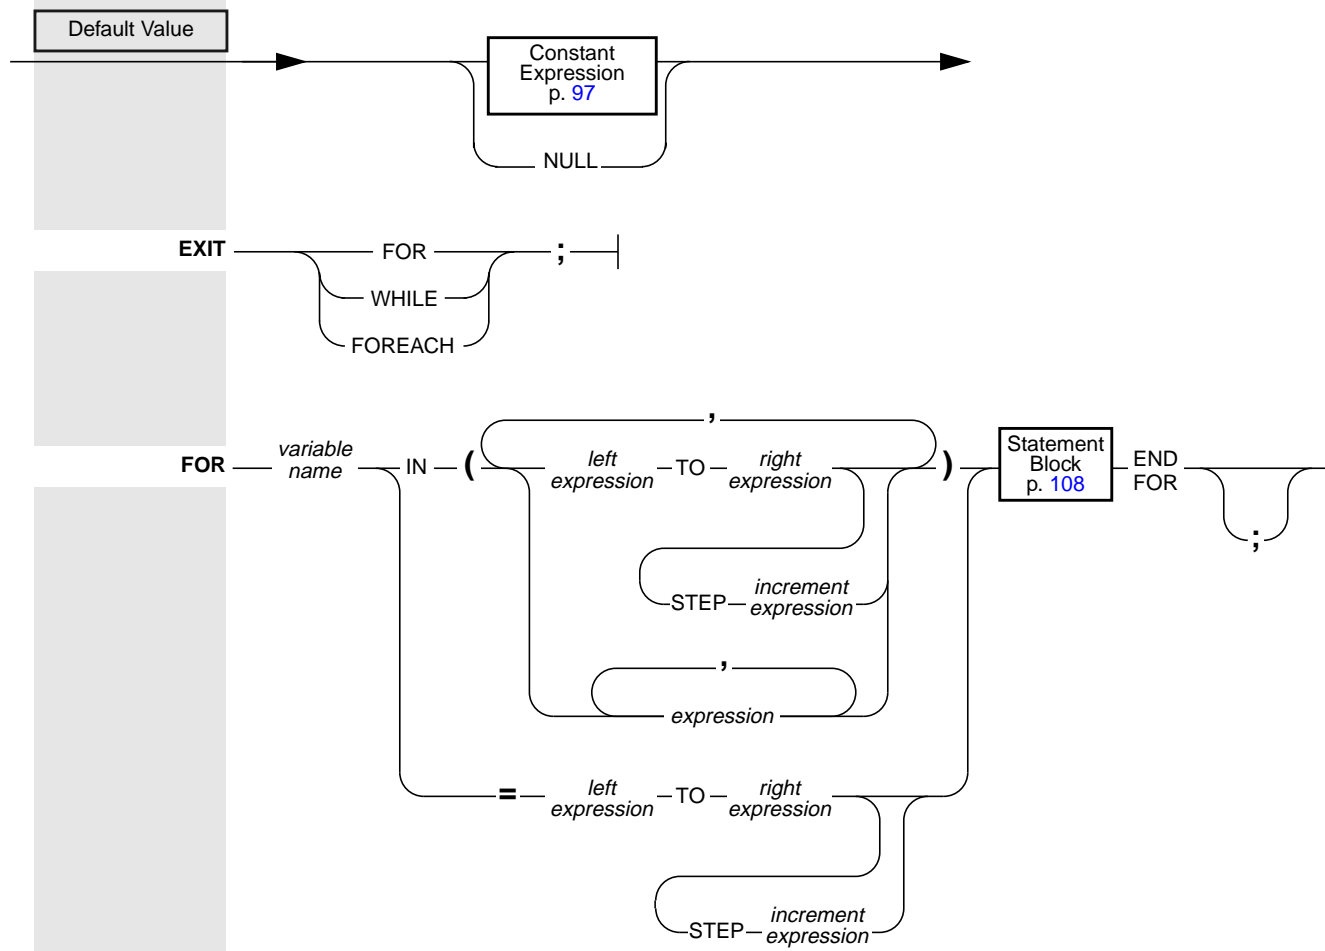 Default Value
Constant
Expression
p. 97
NULL
EXIT FOR ;
WHILE
FOREACH
,
FOR variable name IN ( left expression TO right expression ) Statement Block p. 108 END FOR
;
STEP increment expression
,
expression
= left expression TO right expression
STEP increment expression